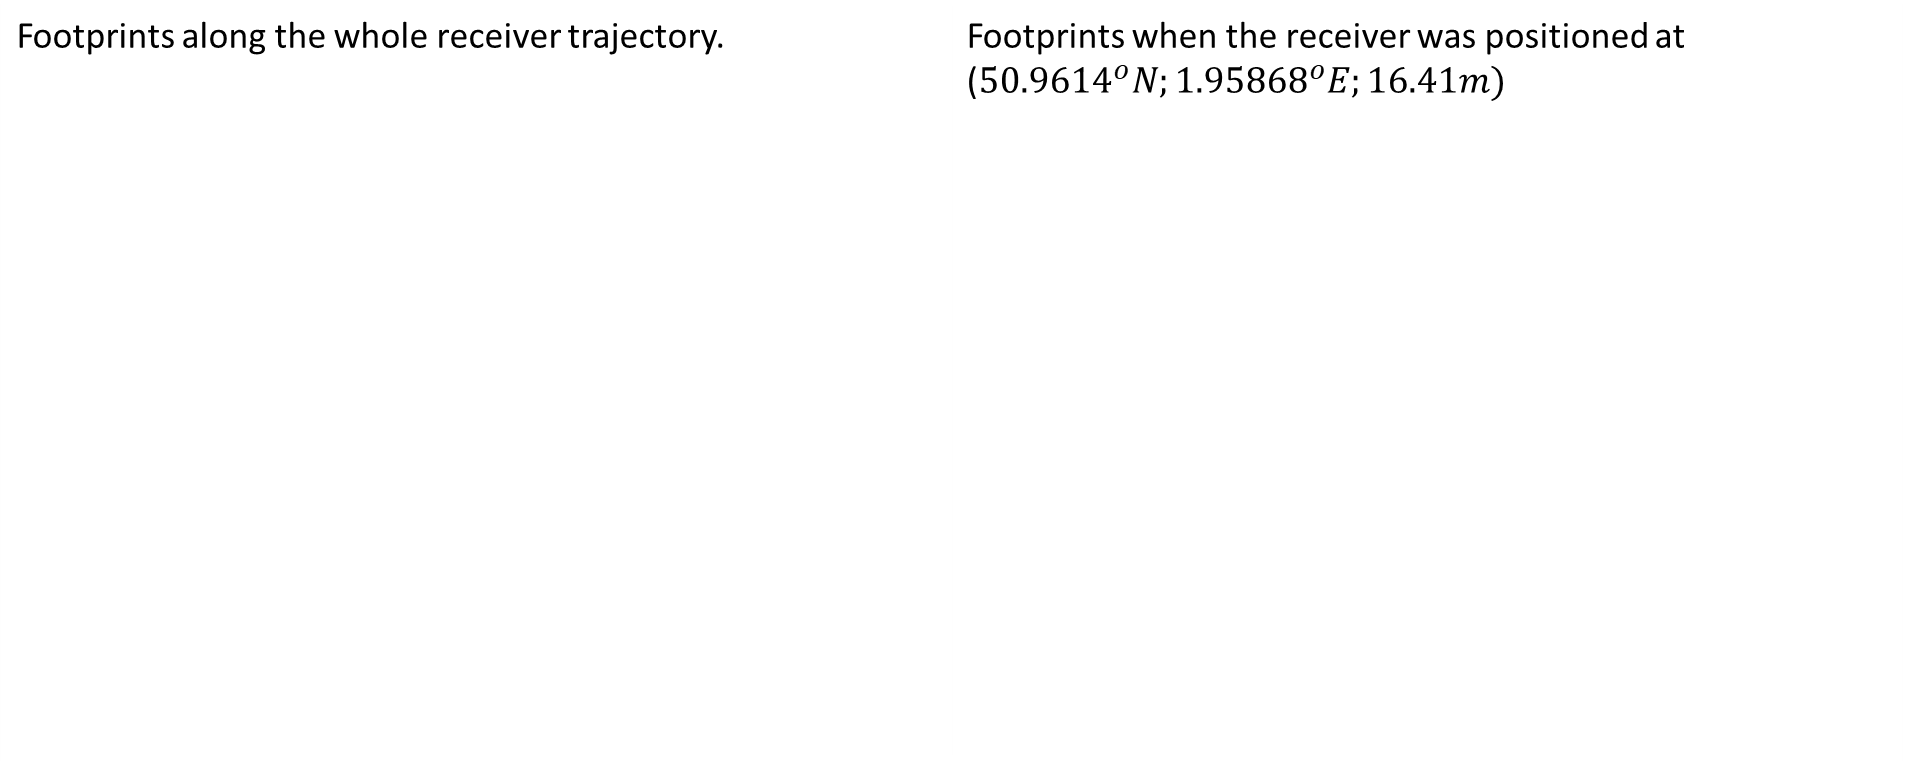 Footprints along the whole receiver trajectory.
Footprints when the receiver was positioned at
(50.9614° N; 1.95868° E; 16.41m)